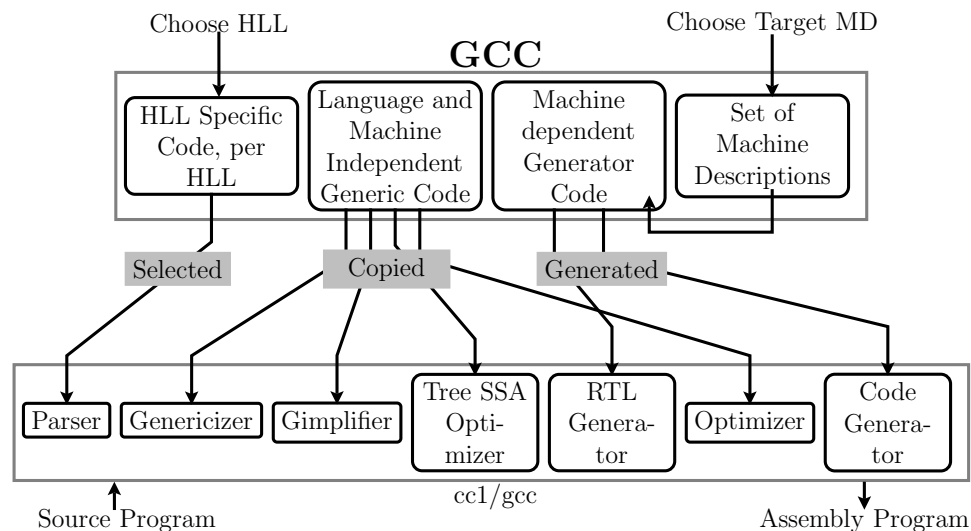 Choose HLL
Choose Target MD
GCC
HLL Specific
Code, per
HLL
Language and
Machine
Independent
Generic Code
Machine
dependent
Generator
Code
Set of
Machine
Descriptions
Selected
Copied
Generated
Parser
Genericizer
Gimplifier
Tree SSA
Opti-
mizer
RTL
Genera-
tor
Optimizer
Code
Genera-
tor
cc1/gcc
Source Program
Assembly Program